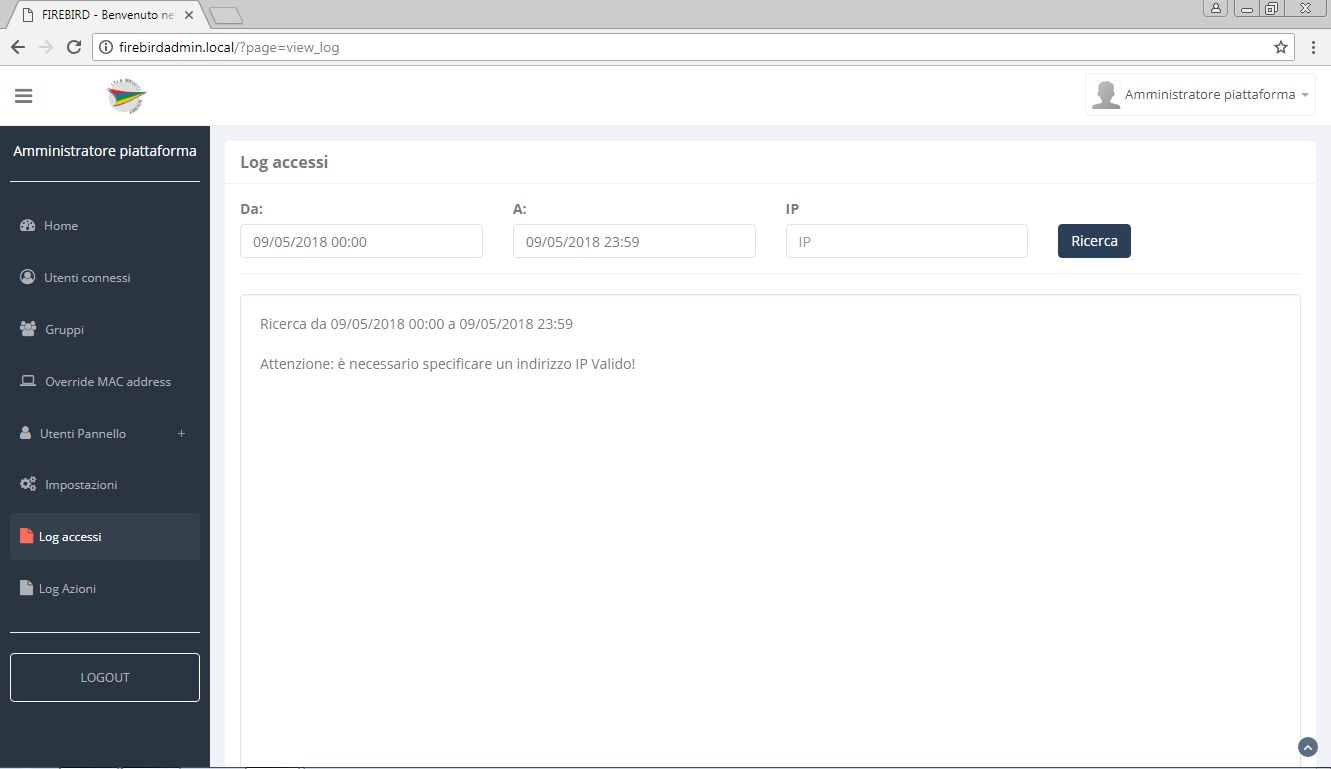 FIREBIRD - Benvenuto ne
firebirdadmin.local/?page=view_log
Amministratore piattaforma
Amministratore piattaforma
Home
Utenti connessi
Gruppi
Override MAC address
Utenti Pannello +
Impostazioni
Log accessi
Log Azioni
LOGOUT
Log accessi
Da: A: IP
09/05/2018 00:00 09/05/2018 23:59 IP Ricerca
Ricerca da 09/05/2018 00:00 a 09/05/2018 23:59
Attenzione: è necessario specificare un indirizzo IP Valido!